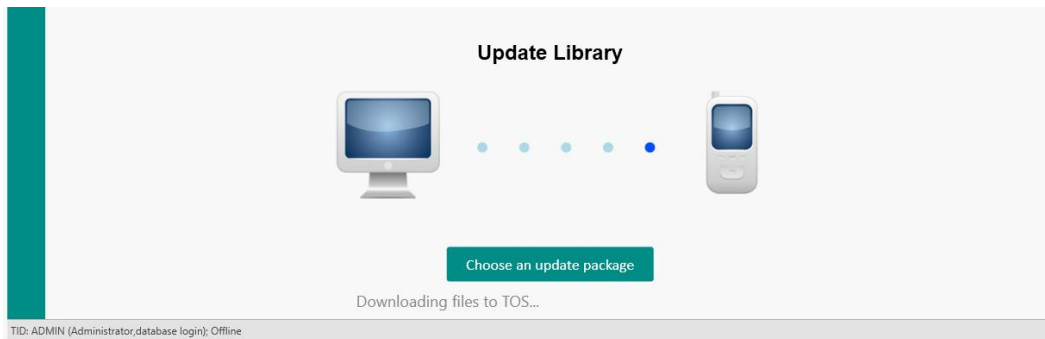 Update Library
Choose an update package
Downloading files to TOS...
TID: ADMIN (Administrator,database login); Offline